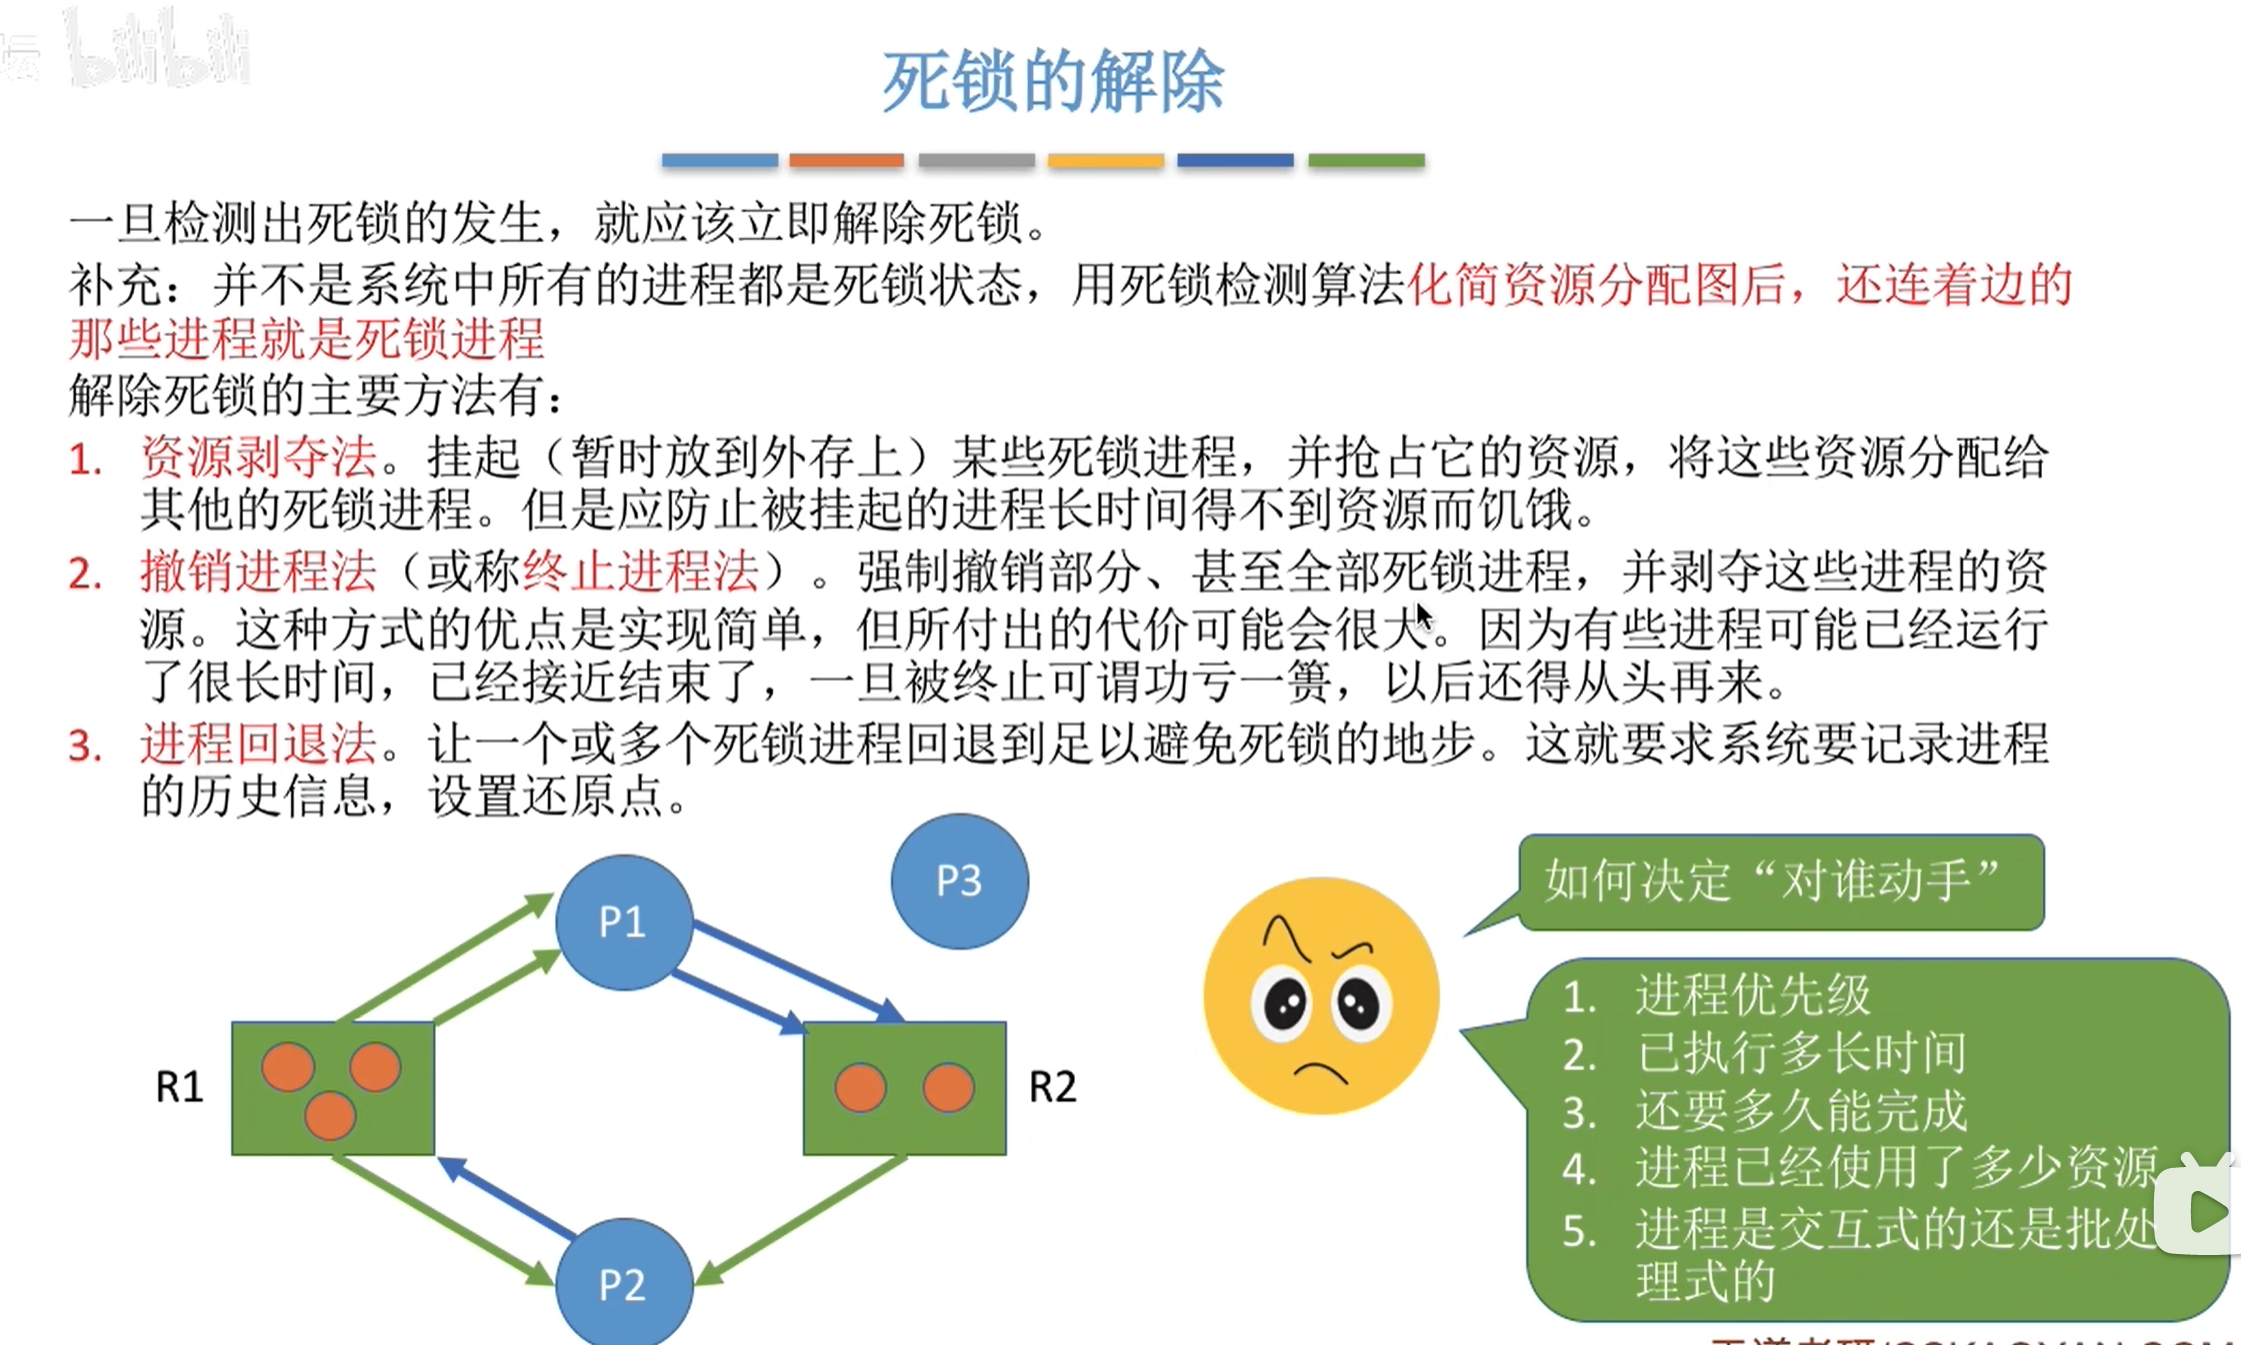 坛 bilibili
死锁的解除
一旦检测出死锁的发生，就应该立即解除死锁。
补充：并不是系统中所有的进程都是死锁状态，用死锁检测算法化简资源分配图后，还连着边的
那些进程就是死锁进程
解除死锁的主要方法有：
1. 资源剥夺法。挂起（暂时放到外存上）某些死锁进程，并抢占它的资源，将这些资源分配给
其他的死锁进程。但是应防止被挂起的进程长时间得不到资源而饥饿。
2. 撤销进程法（或称终止进程法）。强制撤销部分、甚至全部死锁进程，并剥夺这些进程的资
源。这种方式的优点是实现简单，但所付出的代价可能会很大。因为有些进程可能已经运行
了很长时间，已经接近结束了，一旦被终止可谓功亏一篑，以后还得从头再来。
3. 进程回退法。让一个或多个死锁进程回退到足以避免死锁的地步。这就要求系统要记录进程
的历史信息，设置还原点。
P1
P3
R1
R2
P2
如何决定“对谁动手”
1. 进程优先级
2. 已执行多长时间
3. 还要多久能完成
4. 进程已经使用了多少资源
5. 进程是交互式的还是批处
理式的